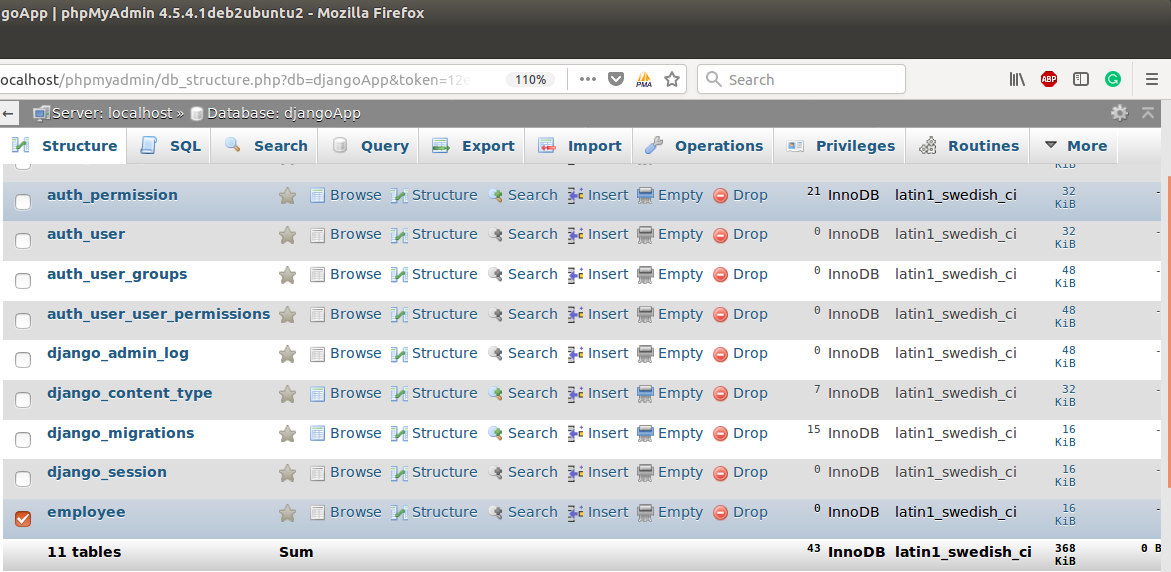 goApp | phpMyAdmin 4.5.4.1deb2ubuntu2 - Mozilla Firefox
ocalhost/phpmyadmin/db_structure.php?db=djangoApp&token=12 110% PMA Search ABP
Server: localhost » Database: djangoApp
Structure SQL Search Query Export Import Operations Privileges Routines More
KiB
auth_permission Browse Structure Search Insert Empty Drop 21 InnoDB latin1_swedish_ci 32 KiB -
auth_user Browse Structure Search Insert Empty Drop 0 InnoDB latin1_swedish_ci 32 KiB -
auth_user_groups Browse Structure Search Insert Empty Drop 0 InnoDB latin1_swedish_ci 48 KiB -
auth_user_user_permissions Browse Structure Search Insert Empty Drop 0 InnoDB latin1_swedish_ci 48 KiB -
django_admin_log Browse Structure Search Insert Empty Drop 0 InnoDB latin1_swedish_ci 48 KiB -
django_content_type Browse Structure Search Insert Empty Drop 7 InnoDB latin1_swedish_ci 32 KiB -
django_migrations Browse Structure Search Insert Empty Drop 15 InnoDB latin1_swedish_ci 16 KiB -
django_session Browse Structure Search Insert Empty Drop 0 InnoDB latin1_swedish_ci 16 KiB -
employee Browse Structure Search Insert Empty Drop 0 InnoDB latin1_swedish_ci 16 KiB -
11 tables Sum 43 InnoDB latin1_swedish_ci 368 KiB 0 B